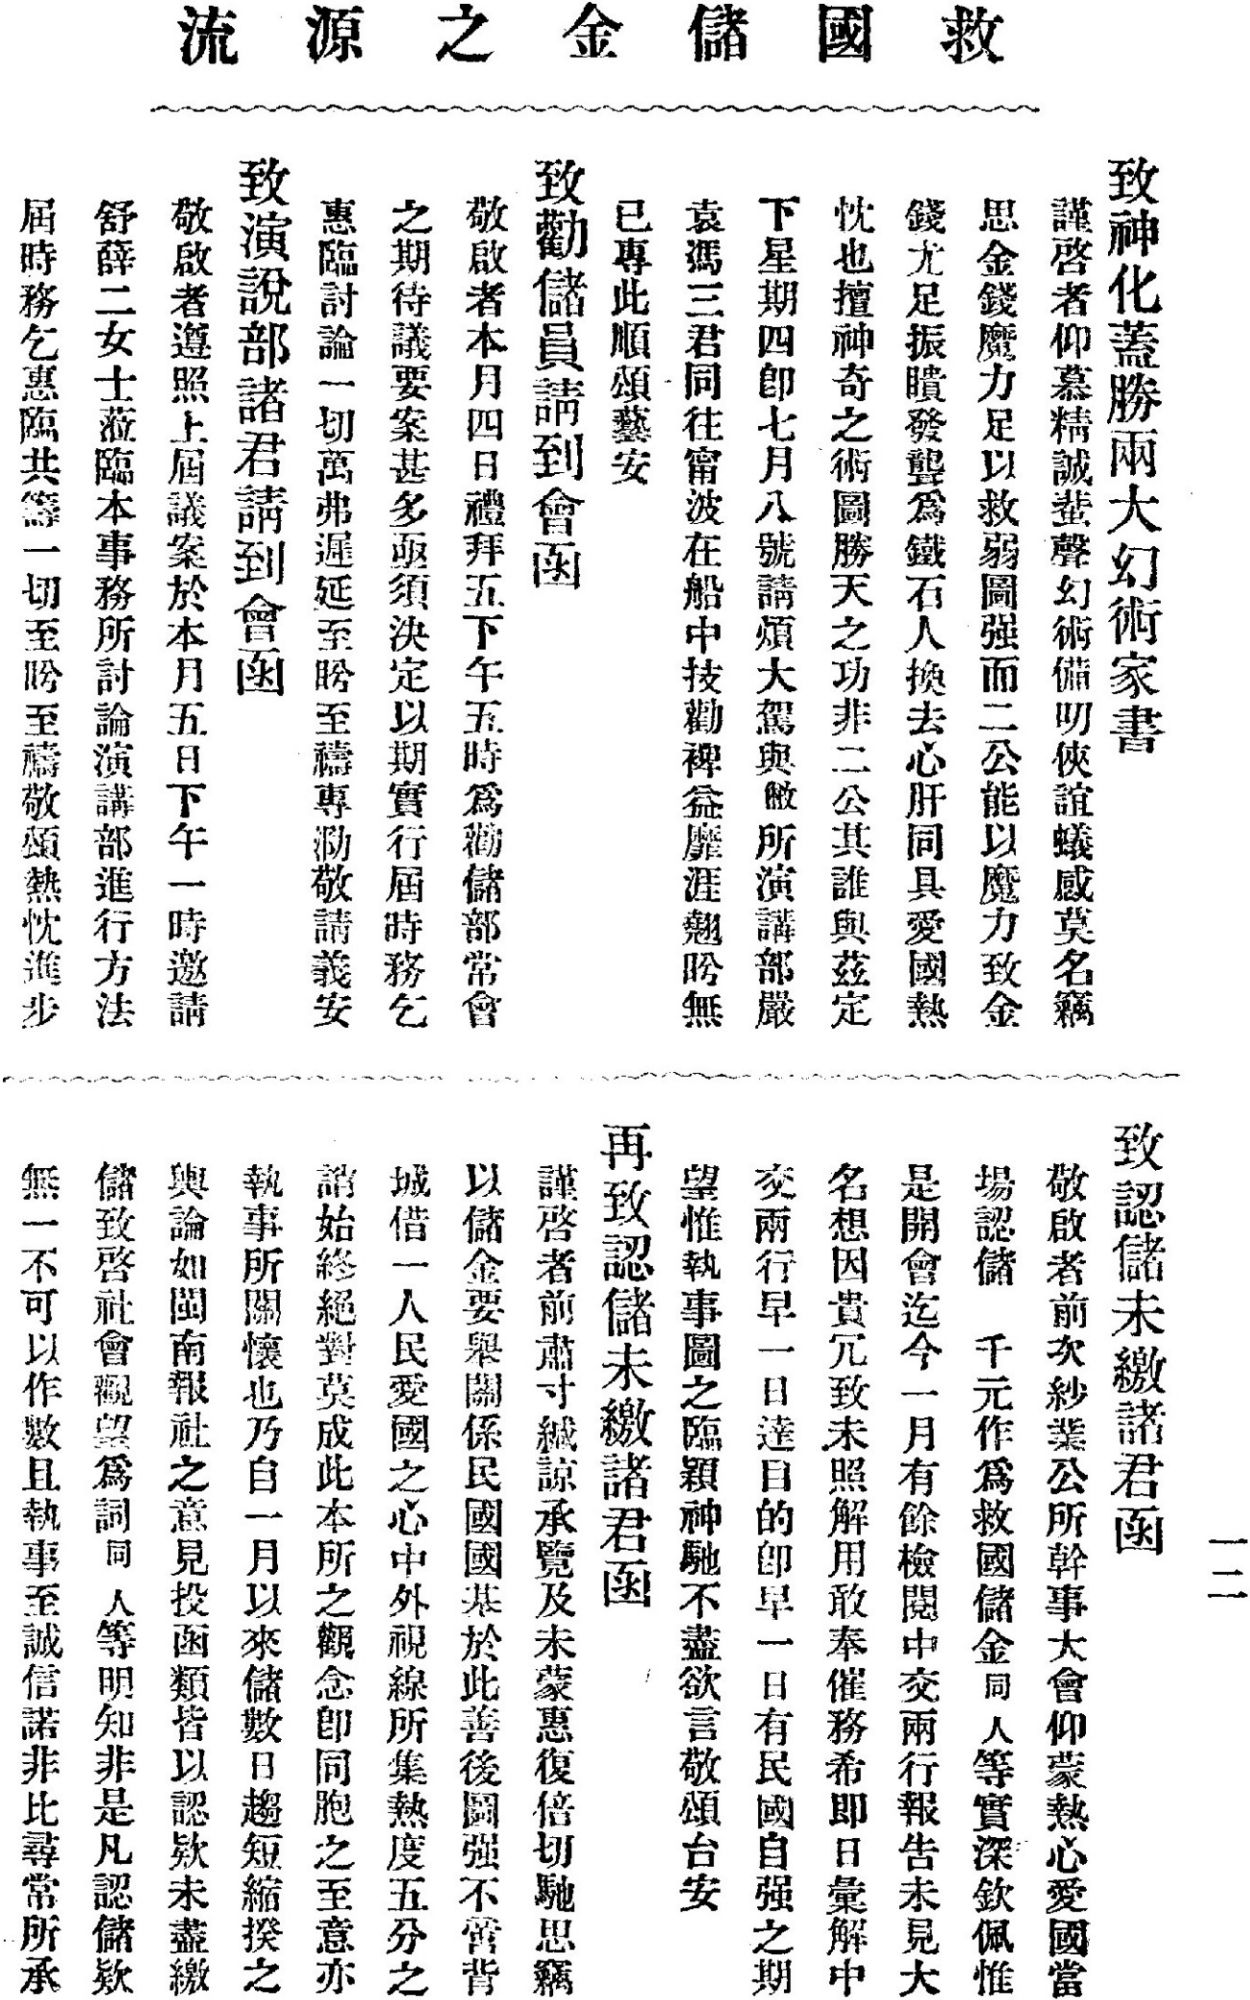 救國儲金之源流
致神化蓋勝兩大幻術家書
謹啓者仰慕精誠蜚聲幻術備叨俠誼蟻感莫名竊
思金錢魔力足以救弱圖强而二公能以魔力致金
錢尤足振瞶發聾爲鐵石人換去心肝同具愛國熱
忱也擅神奇之術圖勝天之功非二公其誰與茲定
下星期四卽七月八號請煩大駕與敝所演講部嚴
袁馮三君同往甯波在船中技勸裨益靡涯翹盼無
已專此順頌藝安
致勸儲員請到會函
敬啟者本月四日禮拜五下午五時爲勸儲部常會
之期待議要案甚多亟須決定以期實行屆時務乞
惠臨討論一切萬弗遲延至盼至禱專泐敬請義安
致演說部諸君請到會函
敬啟者遵照上屆議案於本月五日下午一時邀請
舒薛二女士蒞臨本事務所討論演講部進行方法
屆時務乞惠臨共籌一切至盼至禱敬頌熱忱進步
致認儲未繳諸君函
敬啟者前次紗業公所幹事大會仰蒙熱心愛國當
場認儲　千元作爲救國儲金同人等實深欽佩惟
是開會迄今一月有餘檢閱中交兩行報告未見大
名想因貴冗致未照解用敢奉催務希即日彙解中
交兩行早一日達目的卽早一日有民國自强之期
望惟執事圖之臨穎神馳不盡欲言敬頌台安
再致認儲未繳諸君函
謹啓者前肅寸緘諒承覽及未蒙惠復倍切馳思竊
以儲金要舉關係民國國基於此善後圖强不啻背
城借一人民愛國之心中外視線所集熱度五分之
誚始終絕對莫成此本所之觀念卽同胞之至意亦
執事所關懷也乃自一月以來儲數日趨短縮揆之
輿論如閩南報社之意見投函類皆以認欵未盡繳
儲致啓社會觀望爲詞同人等明知非是凡認儲欵
無一不可以作數且執事至誠信諾非比尋常所承
一二